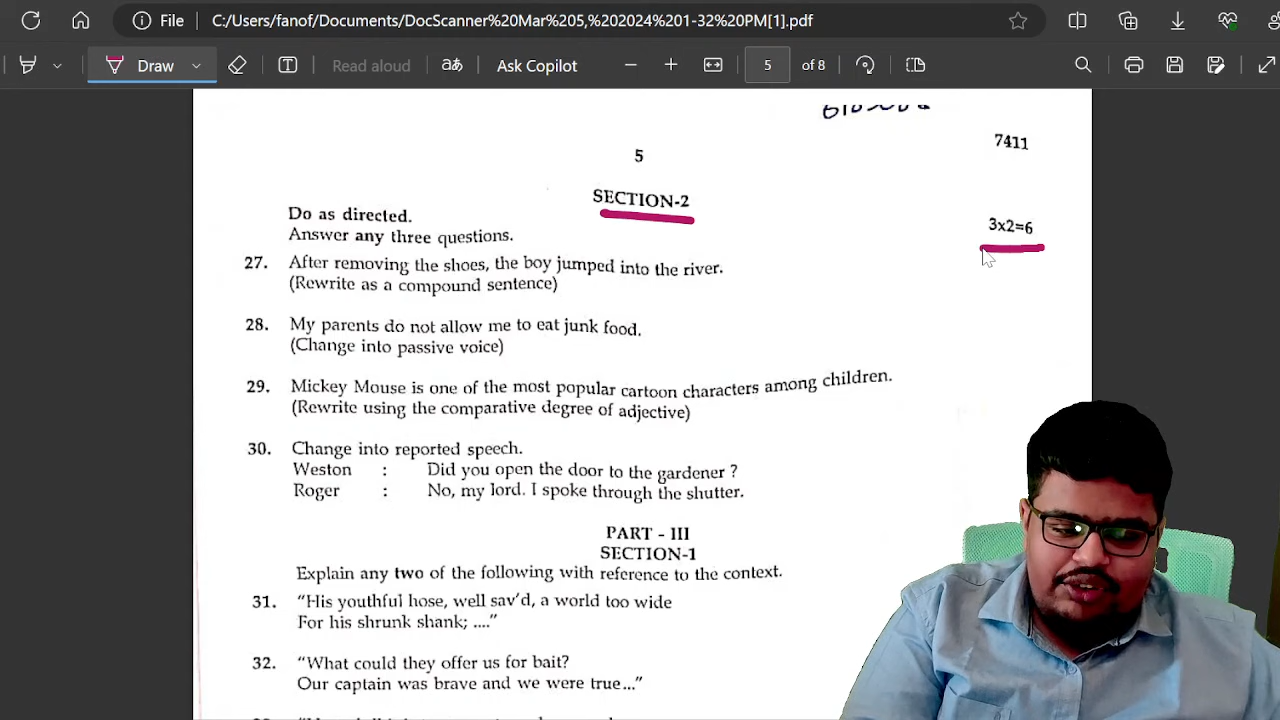 File C:/Users/fanof/Documents/DocScanner%20Mar%205,%202024%201-32%20PM[1].pdf
Draw Read aloud Ask Copilot 5 of 8
7411
5
SECTION-2
Do as directed.
3x2=6
Answer any three questions.
27. After removing the shoes, the boy jumped into the river.
(Rewrite as a compound sentence)
28. My parents do not allow me to eat junk food.
(Change into passive voice)
29. Mickey Mouse is one of the most popular cartoon characters among children.
(Rewrite using the comparative degree of adjective)
30. Change into reported speech.
Weston : Did you open the door to the gardener ?
Roger : No, my lord. I spoke through the shutter.
PART - III
SECTION-1
Explain any two of the following with reference to the context.
31. “His youthful hose, well sav’d, a world too wide
For his shrunk shank; ....”
32. “What could they offer us for bait?
Our captain was brave and we were true...”